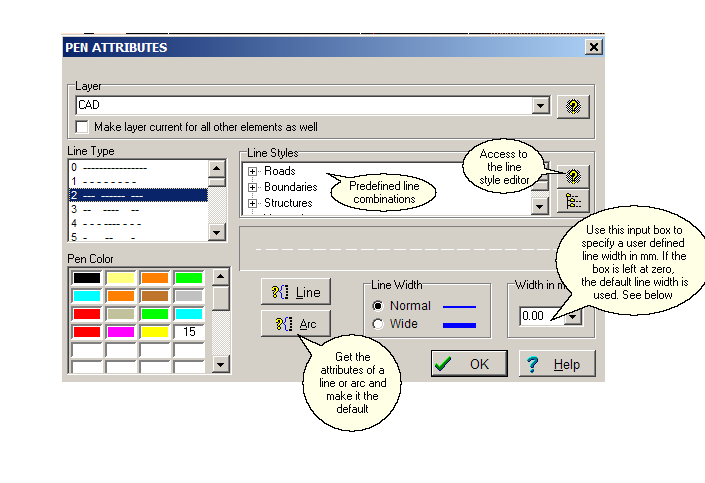 PEN ATTRIBUTES
Layer
CAD
Make layer current for all other elements as well
Line Type
0
1
2
3
4
5
Line Styles
Roads
Boundaries
Structures
Predefined line
combinations
Access to
the line
style editor
Use this input box to
specify a user defined
line width in mm. If the
box is left at zero,
the default line width is
used. See below
Pen Color
15
Line
Arc
Line Width
Normal
Wide
Width in m
0.00
Get the
attributes of a
line or arc and
make it the
default
OK
Help